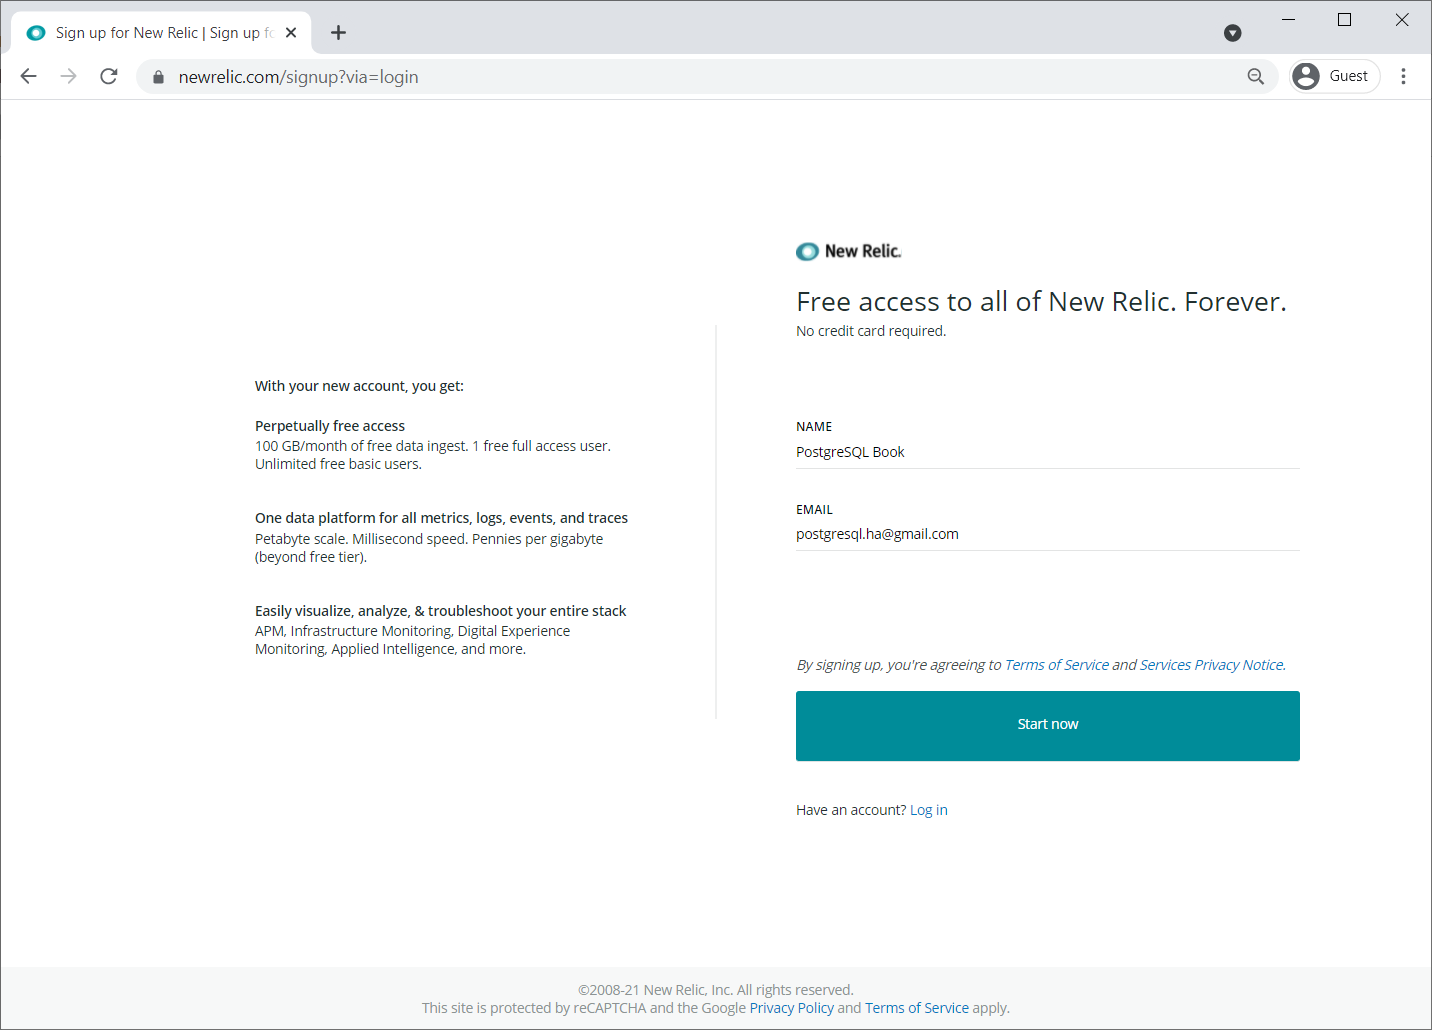 Sign up for New Relic | Sign up fo
newrelic.com/signup?via=login
Guest
New Relic.
Free access to all of New Relic. Forever.
No credit card required.
With your new account, you get:
Perpetually free access
100 GB/month of free data ingest. 1 free full access user.
Unlimited free basic users.
One data platform for all metrics, logs, events, and traces
Petabyte scale. Millisecond speed. Pennies per gigabyte
(beyond free tier).
Easily visualize, analyze, & troubleshoot your entire stack
APM, Infrastructure Monitoring, Digital Experience
Monitoring, Applied Intelligence, and more.
NAME
PostgreSQL Book
EMAIL
postgresql.ha@gmail.com
By signing up, you're agreeing to Terms of Service and Services Privacy Notice.
Start now
Have an account? Log in
©2008-21 New Relic, Inc. All rights reserved.
This site is protected by reCAPTCHA and the Google Privacy Policy and Terms of Service apply.